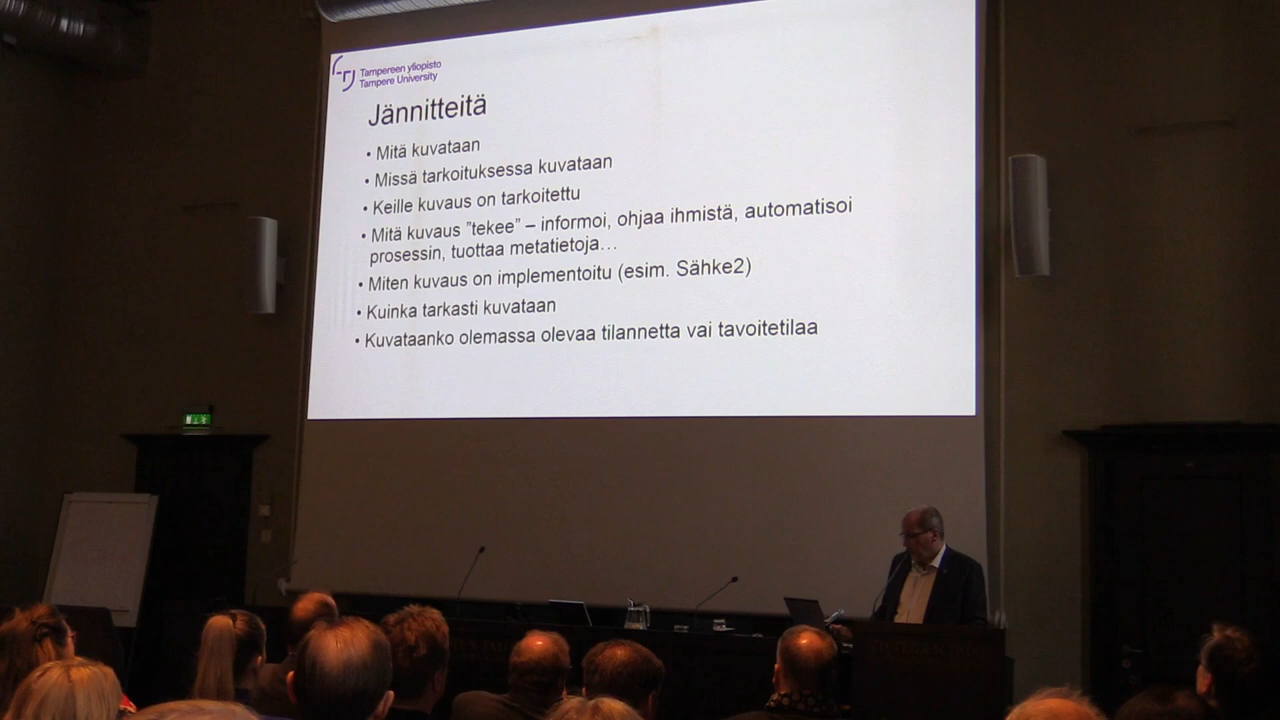 Tampereen yliopisto
Tampere University
Jännitteitä
• Mitä kuvataan
• Missä tarkoituksessa kuvataan
• Keille kuvaus on tarkoitettu
• Mitä kuvaus ”tekee” – informoi, ohjaa ihmistä, automatisoi
prosessin, tuottaa metatietoja…
• Miten kuvaus on implementoitu (esim. Sähke2)
• Kuinka tarkasti kuvataan
• Kuvataanko olemassa olevaa tilannetta vai tavoitetilaa